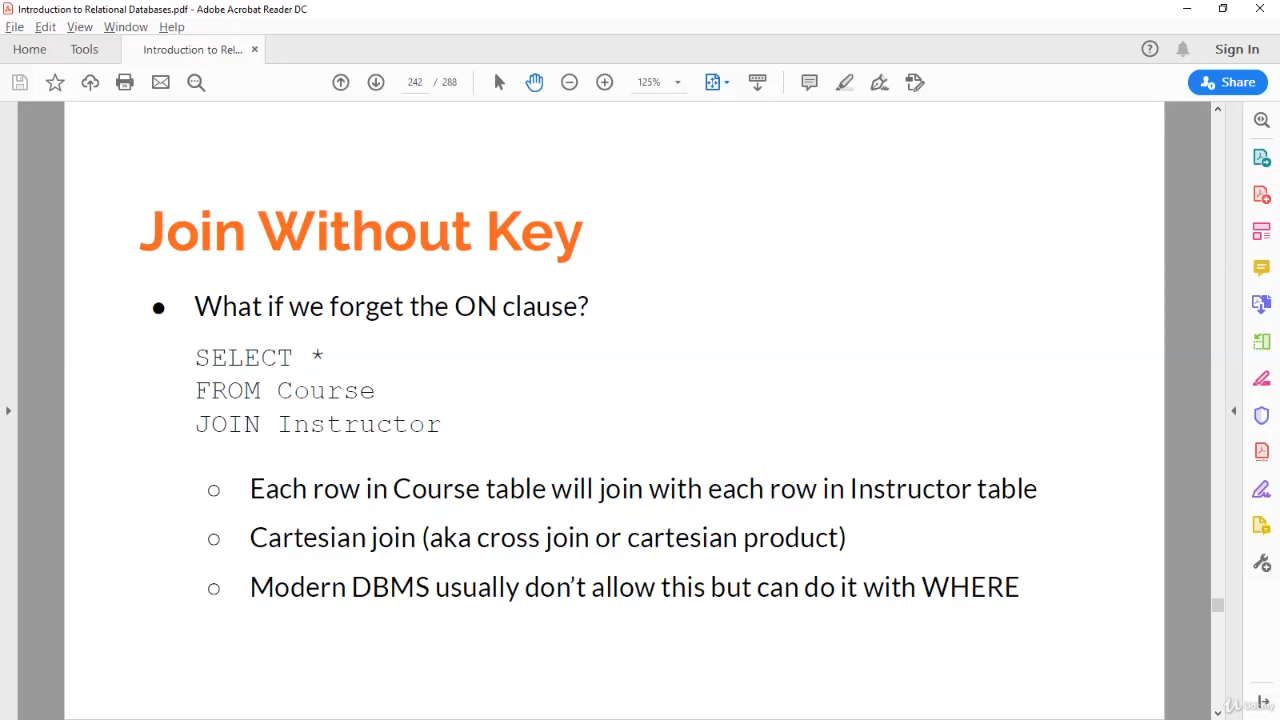 Introduction to Relational Databases.pdf - Adobe Acrobat Reader DC
File Edit View Window Help
Home Tools Introduction to Rel... × Sign In
242 / 288 125% Share
Join Without Key
● What if we forget the ON clause?
SELECT *
FROM Course
JOIN Instructor
○ Each row in Course table will join with each row in Instructor table
○ Cartesian join (aka cross join or cartesian product)
○ Modern DBMS usually don’t allow this but can do it with WHERE
Udemy